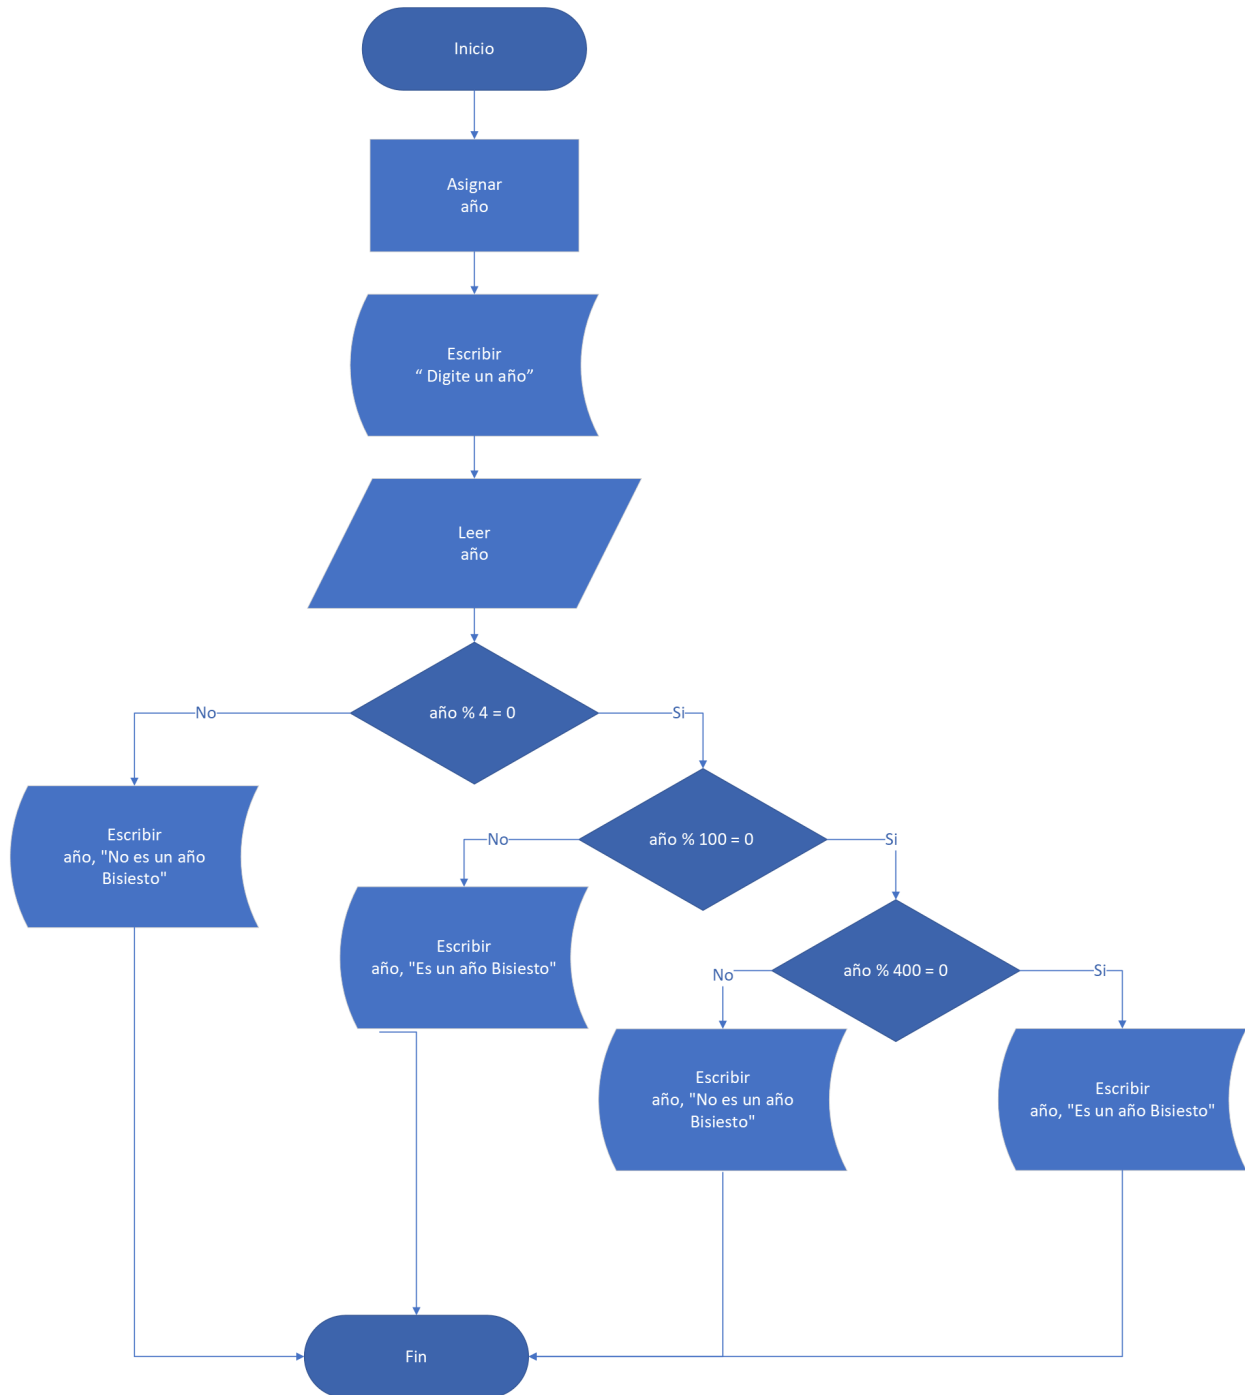 Inicio
Asignar
año
Escribir
“ Digite un año”
Leer
año
año % 4 = 0
No
Si
Escribir
año, "No es un año
Bisiesto"
año % 100 = 0
No
Si
Escribir
año, "Es un año Bisiesto"
año % 400 = 0
No
Si
Escribir
año, "No es un año
Bisiesto"
Escribir
año, "Es un año Bisiesto"
Fin